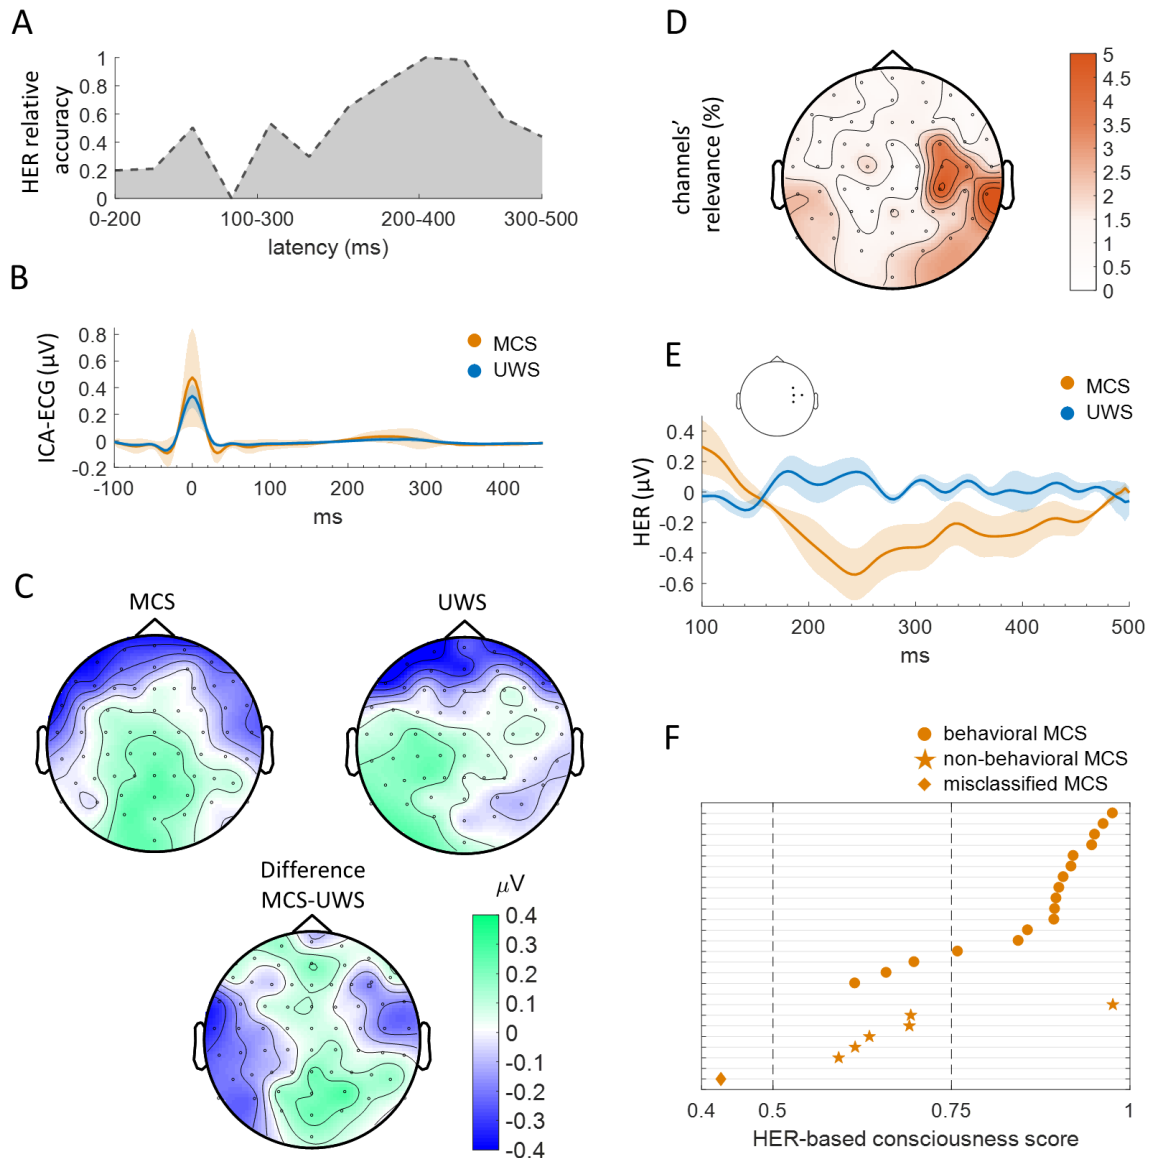 A
HER relative
accuracy
1
0.8
0.6
0.4
0.2
0
0-200
100-300
200-400
300-500
latency (ms)
B
ICA-ECG (µV)
0.8
0.6
0.4
0.2
0
-0.2
MCS
UWS
-100
0
100
200
300
400
ms
C
MCS
UWS
Difference
MCS-UWS
µV
0.4
0.3
0.2
0.1
0
-0.1
-0.2
-0.3
-0.4
D
channels'
relevance (%)
5
4.5
4
3.5
3
2.5
2
1.5
1
0.5
0
E
MCS
UWS
HER (µV)
0.4
0.2
0
-0.2
-0.4
-0.6
100
200
300
400
500
ms
F
behavioral MCS
non-behavioral MCS
misclassified MCS
0.4
0.5
0.75
1
HER-based consciousness score